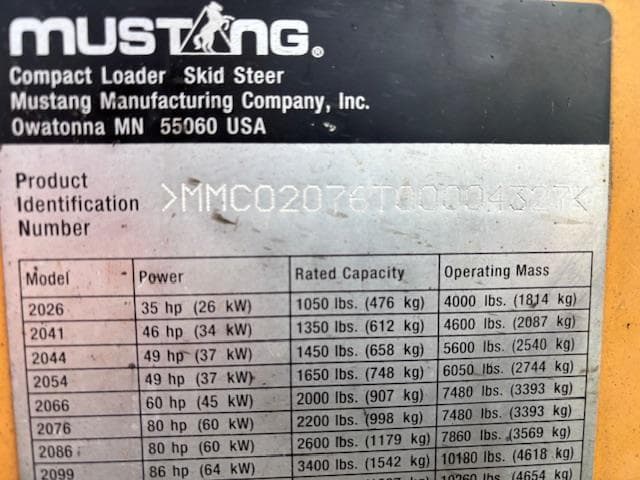 MUSTANG®
Compact Loader Skid Steer
Mustang Manufacturing Company, Inc.
Owatonna MN 55060 USA
Product
Identification
Number
>MMC02076T00004327<
Model Power Rated Capacity Operating Mass
2026 35 hp (26 kW) 1050 lbs. (476 kg) 4000 lbs. (1814 kg)
2041 46 hp (34 kW) 1350 lbs. (612 kg) 4600 lbs. (2087 kg)
2044 49 hp (37 kW) 1450 lbs. (658 kg) 5600 lbs. (2540 kg)
2054 49 hp (37 kW) 1650 lbs. (748 kg) 6050 lbs. (2744 kg)
2066 60 hp (45 kW) 2000 lbs. (907 kg) 7480 lbs. (3393 kg)
2076 80 hp (60 kW) 2200 lbs. (998 kg) 7480 lbs. (3393 kg)
2086 80 hp (60 kW) 2600 lbs. (1179 kg) 7860 lbs. (3569 kg)
2099 86 hp (64 kW) 3400 lbs. (1542 kg) 10180 lbs. (4618 kg)
10260 lbs. (4654 kg)